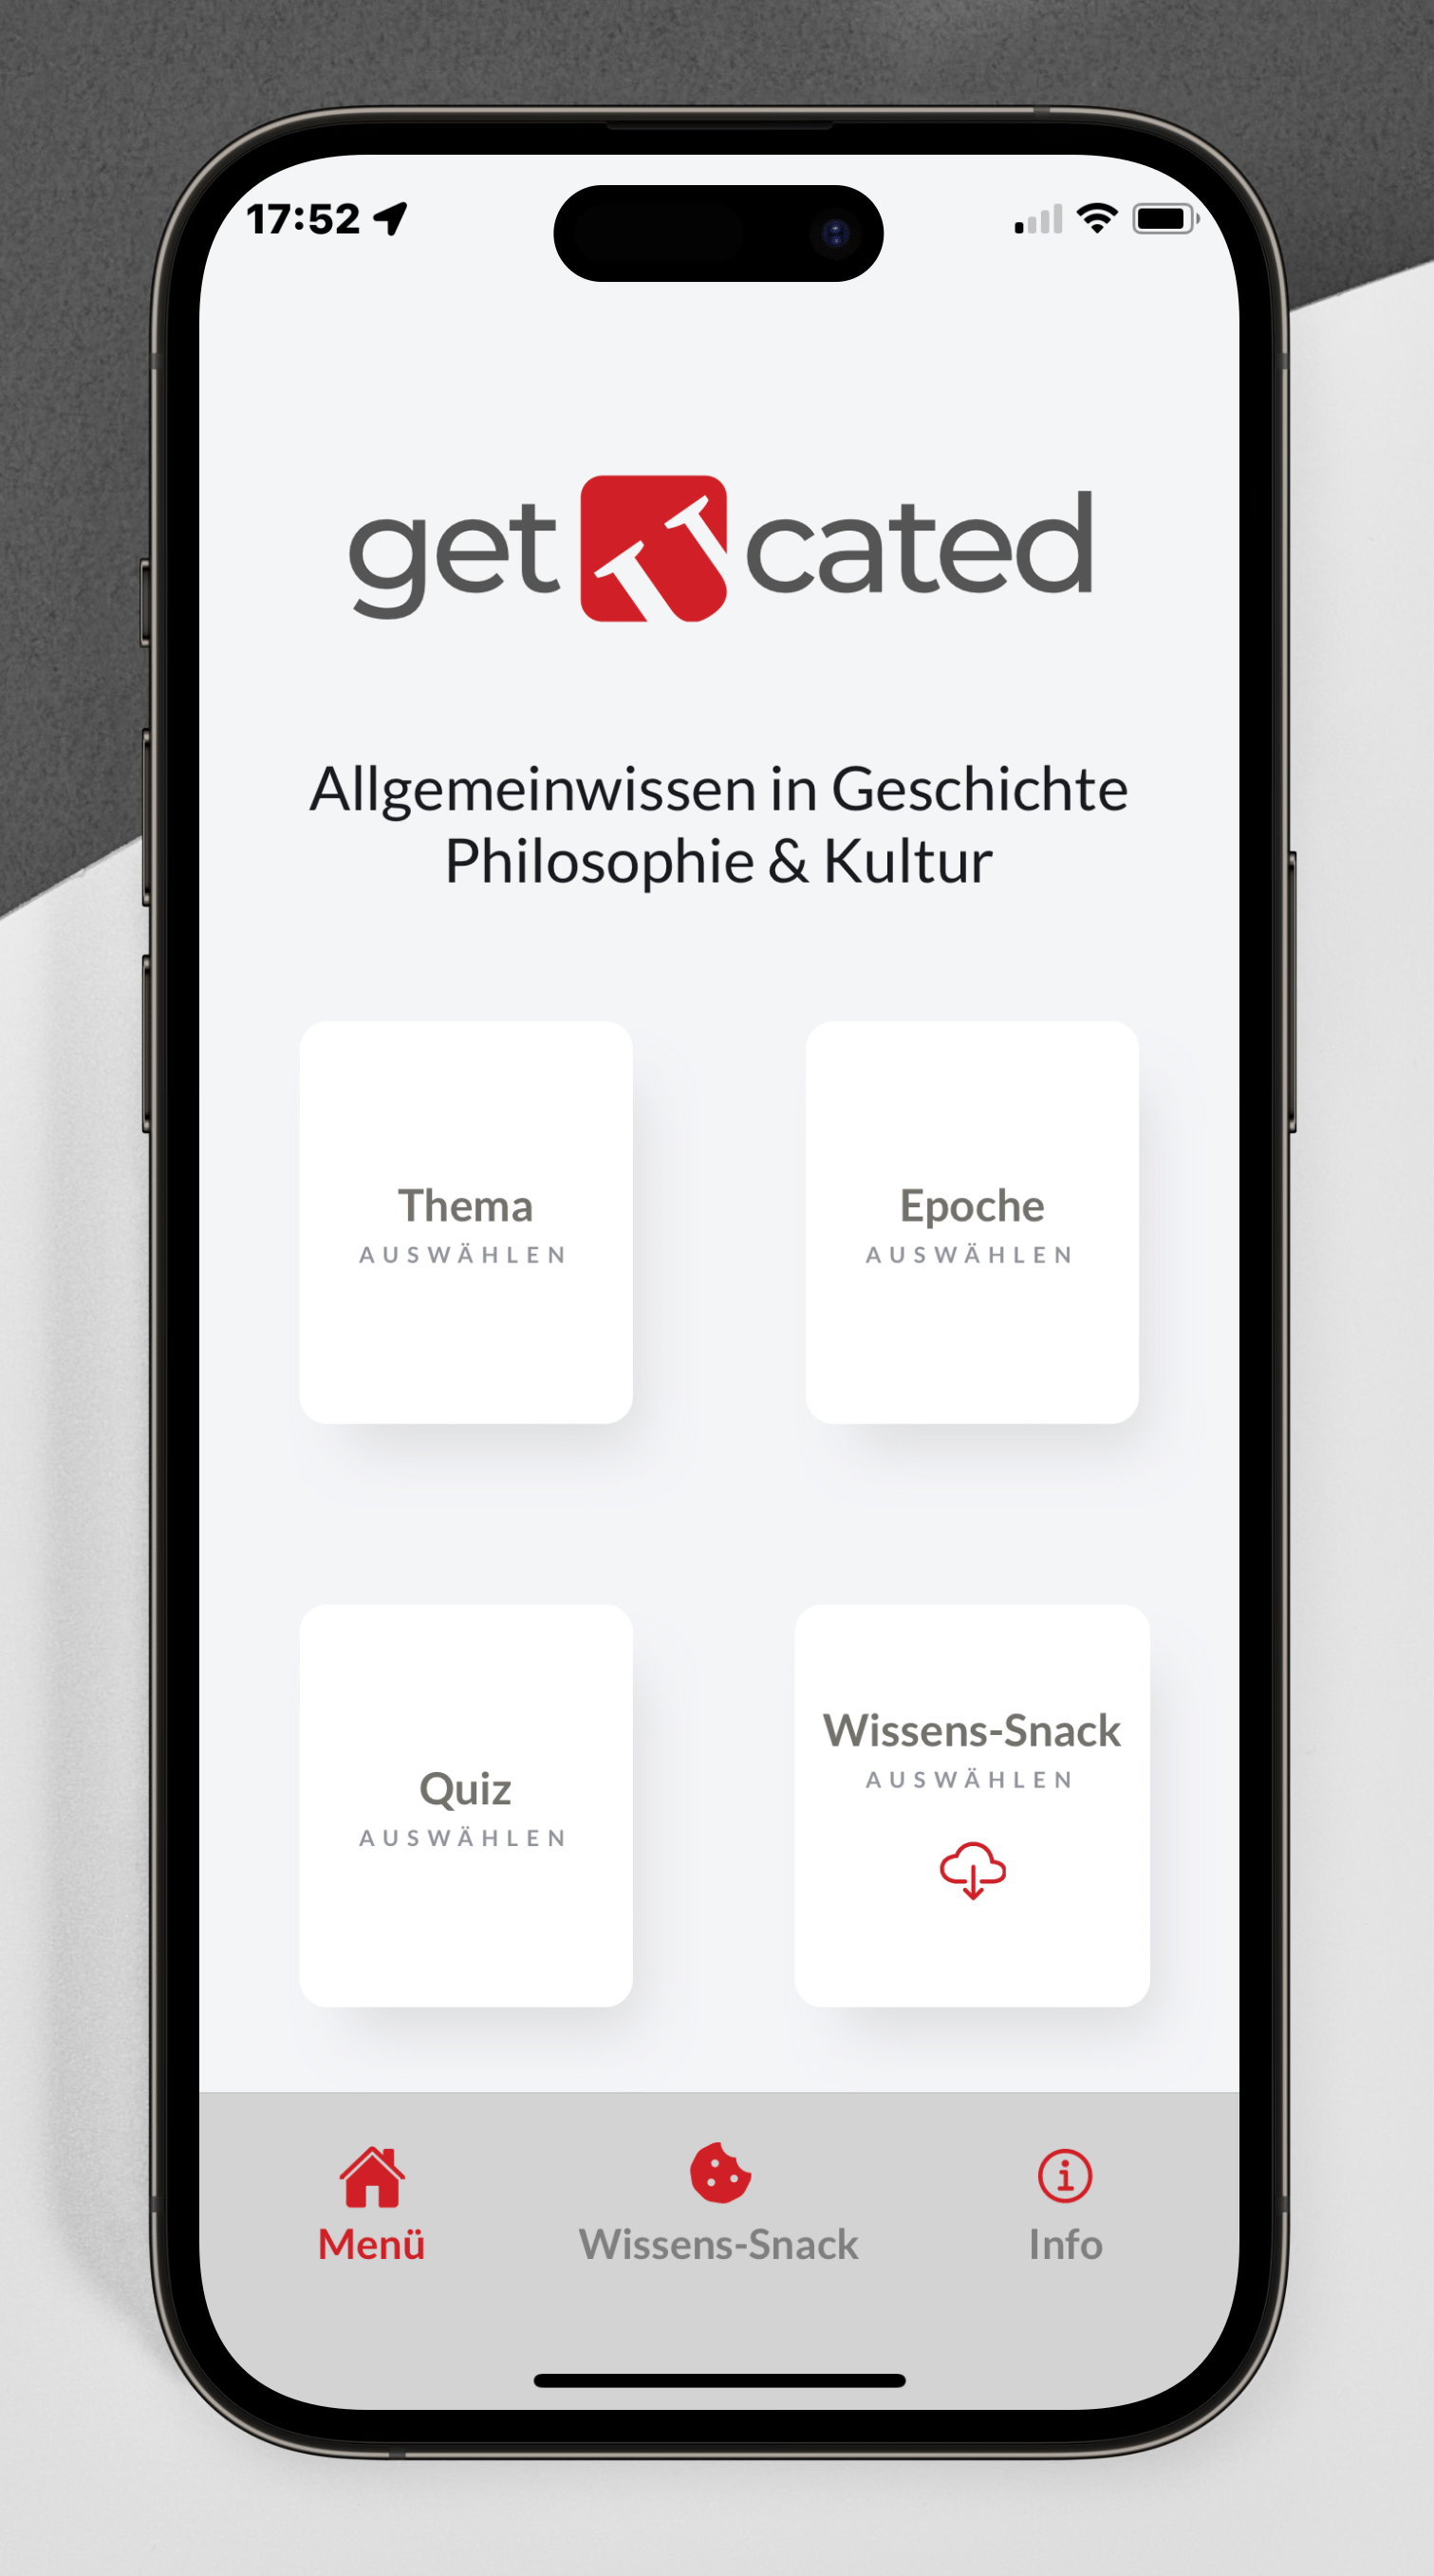 17:52
get U cated
Allgemeinwissen in Geschichte
Philosophie & Kultur
Thema
AUSWÄHLEN
Epoche
AUSWÄHLEN
Quiz
AUSWÄHLEN
Wissens-Snack
AUSWÄHLEN
Menü
Wissens-Snack
Info